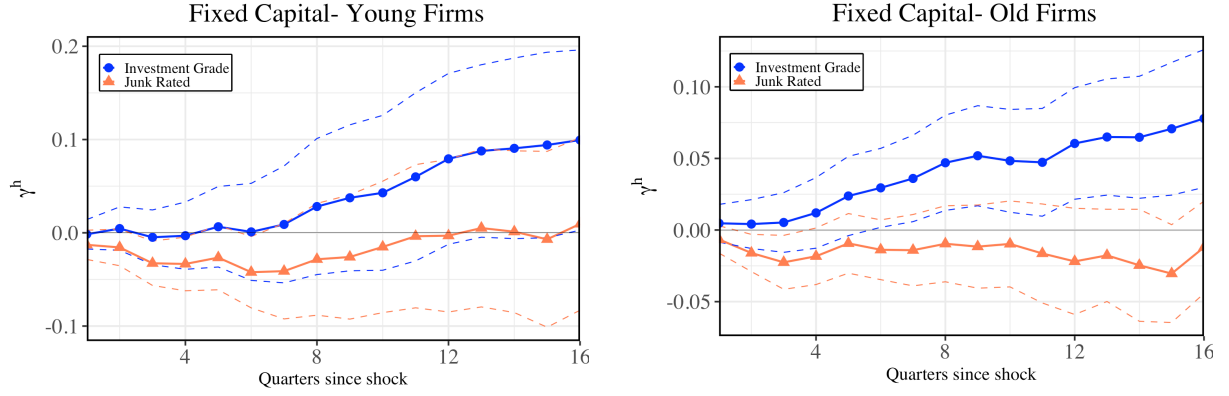 Fixed Capital- Young Firms
Investment Grade
Junk Rated
0.2
0.1
0.0
-0.1
γʰ
4
8
12
16
Quarters since shock
Fixed Capital- Old Firms
Investment Grade
Junk Rated
0.10
0.05
0.00
-0.05
γʰ
4
8
12
16
Quarters since shock